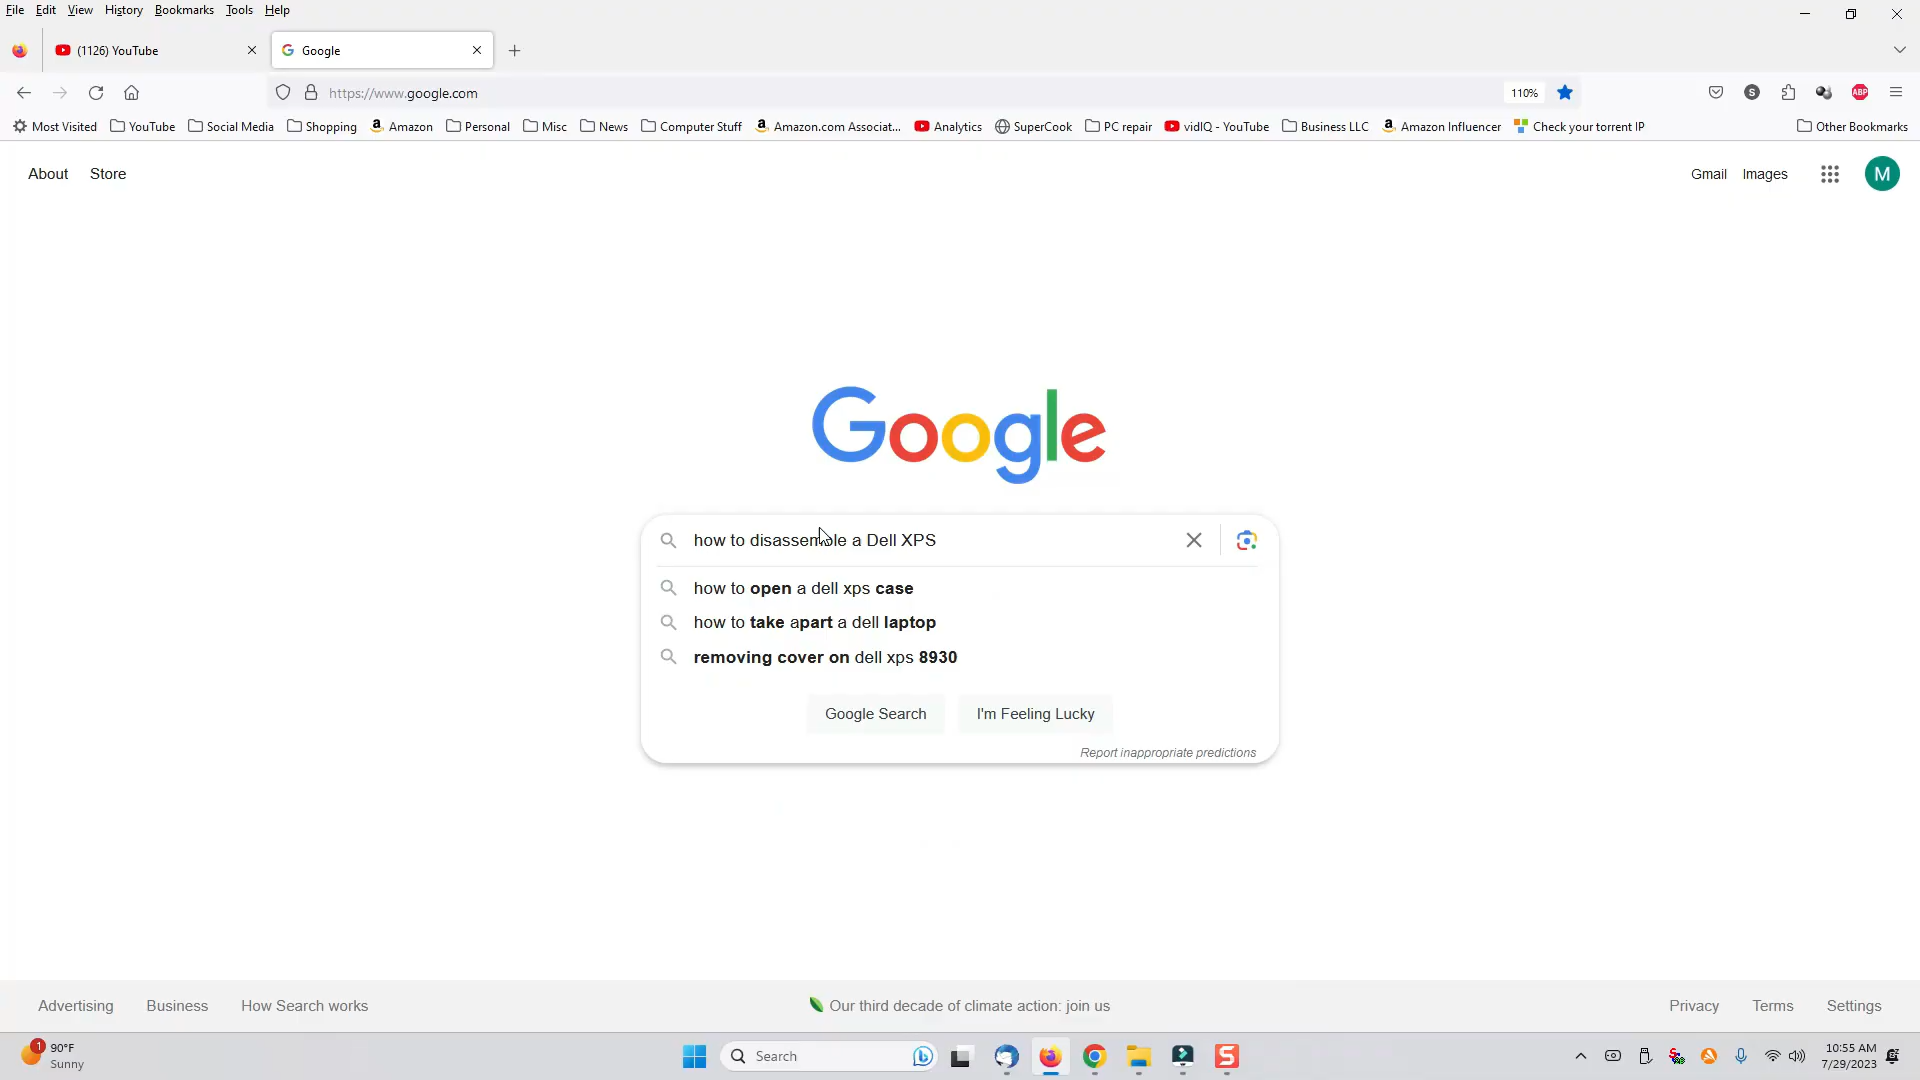 File Edit View History Bookmarks Tools Help
(1126) YouTube Google
https://www.google.com 110% S ABP
Most Visited YouTube Social Media Shopping Amazon Personal Misc News Computer Stuff Amazon.com Associat... Analytics SuperCook PC repair vidIQ - YouTube Business LLC Amazon Influencer Check your torrent IP Other Bookmarks
About Store Gmail Images M
Google
how to disassemble a Dell XPS
how to open a dell xps case
how to take apart a dell laptop
removing cover on dell xps 8930
Google Search I'm Feeling Lucky
Report inappropriate predictions
Advertising Business How Search works Our third decade of climate action: join us Privacy Terms Settings
1 90°F Search S 10:55 AM
Sunny 7/29/2023